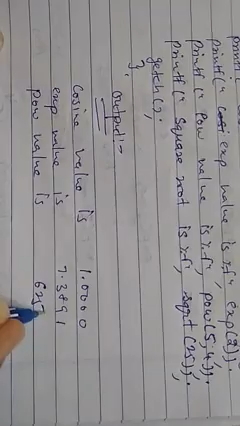 printf("
printf(" exp value is %f", exp(2));
printf(" Pow value is %f", pow(5,4));
printf(" Square root is %f", sqrt(25));
getch();
}
Output:-
Cosine value is 1.0000
exp value is 7.3891
pow value is 625